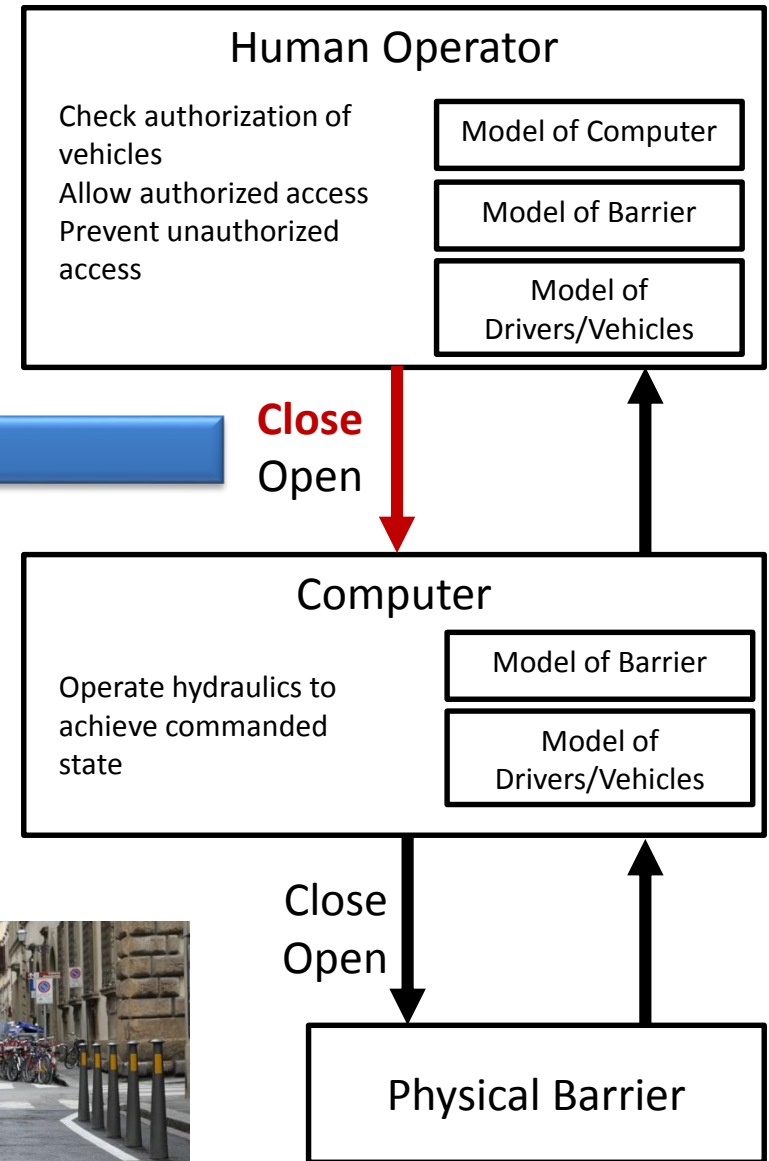 Human Operator
Check authorization of
vehicles
Allow authorized access
Prevent unauthorized
access
Model of Computer
Model of Barrier
Model of
Drivers/Vehicles
Close
Open
Computer
Operate hydraulics to
achieve commanded
state
Model of Barrier
Model of
Drivers/Vehicles
Close
Open
Physical Barrier